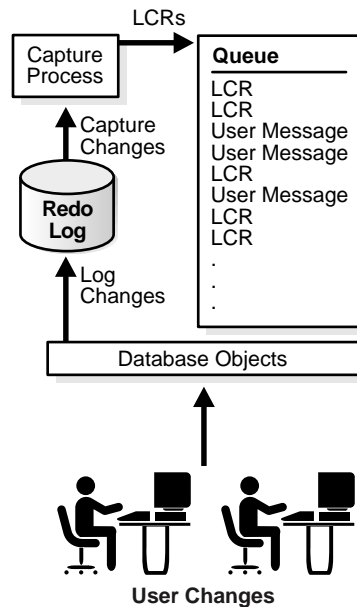 LCRs
Capture
Process
Queue
LCR
LCR
User Message
User Message
LCR
User Message
LCR
LCR
.
.
.
Capture
Changes
Redo
Log
Log
Changes
Database Objects
User Changes